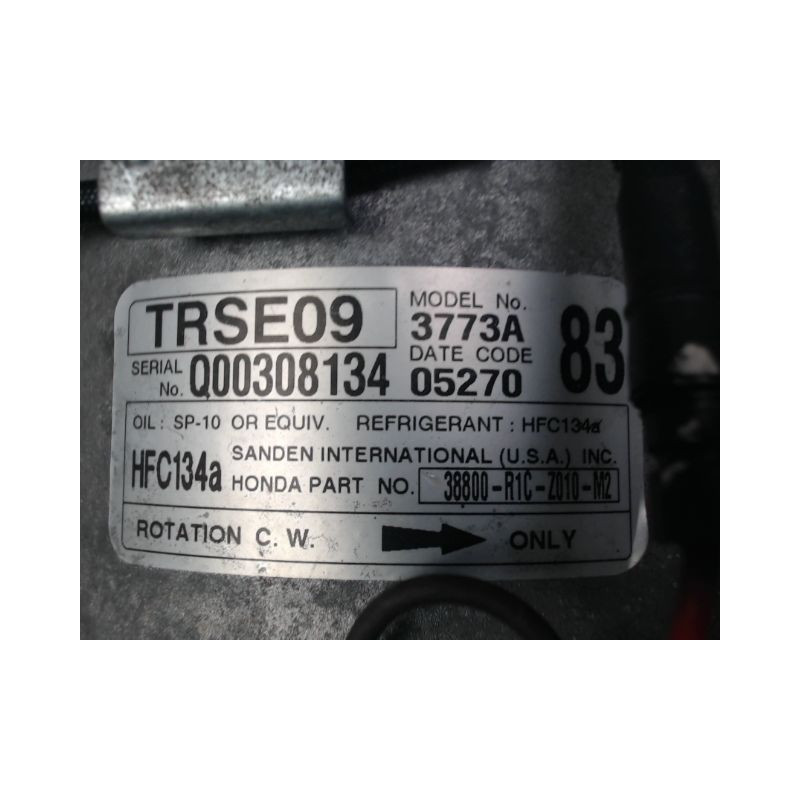 TRSE09
MODEL No.
3773A
83
SERIAL No. Q00308134
DATE CODE
05270
OIL : SP-10 OR EQUIV. REFRIGERANT : HFC134a
HFC134a
SANDEN INTERNATIONAL (U.S.A.) INC.
HONDA PART NO. 38800-R1C-Z010-M2
ROTATION C. W. ONLY